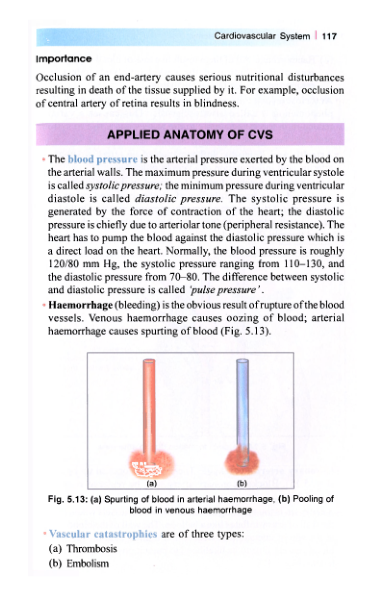 Cardiovascular System | 117
Importance
Occlusion of an end-artery causes serious nutritional disturbances
resulting in death of the tissue supplied by it. For example, occlusion
of central artery of retina results in blindness.
APPLIED ANATOMY OF CVS
• The blood pressure is the arterial pressure exerted by the blood on
the arterial walls. The maximum pressure during ventricular systole
is called systolic pressure; the minimum pressure during ventricular
diastole is called diastolic pressure. The systolic pressure is
generated by the force of contraction of the heart; the diastolic
pressure is chiefly due to arteriolar tone (peripheral resistance). The
heart has to pump the blood against the diastolic pressure which is
a direct load on the heart. Normally, the blood pressure is roughly
120/80 mm Hg, the systolic pressure ranging from 110–130, and
the diastolic pressure from 70–80. The difference between systolic
and diastolic pressure is called 'pulse pressure'.
• Haemorrhage (bleeding) is the obvious result of rupture of the blood
vessels. Venous haemorrhage causes oozing of blood; arterial
haemorrhage causes spurting of blood (Fig. 5.13).
(a) (b)
Fig. 5.13: (a) Spurting of blood in arterial haemorrhage, (b) Pooling of
blood in venous haemorrhage
• Vascular catastrophies are of three types:
(a) Thrombosis
(b) Embolism